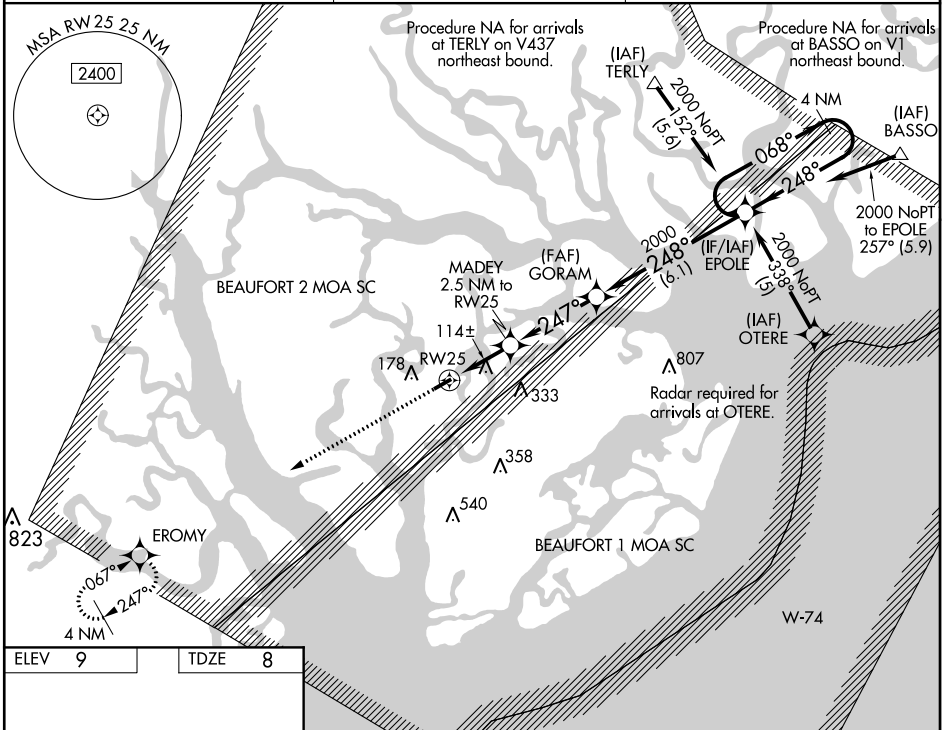 MSA RW25 25 NM
2400
Procedure NA for arrivals
at TERLY on V437
northeast bound.
Procedure NA for arrivals
at BASSO on V1
northeast bound.
(IAF)
TERLY
2000 NoPT
152°
(5.6)
4 NM
(IAF)
BASSO
068°
248°
2000 NoPT
to EPOLE
257° (5.9)
(IF/IAF)
EPOLE
2000
248°
(6.1)
2000 NoPT
338°
(5)
(IAF)
OTERE
(FAF)
GORAM
247°
MADEY
2.5 NM to
RW25
BEAUFORT 2 MOA SC
114±
178
RW25
333
807
Radar required for
arrivals at OTERE.
358
540
823
EROMY
067°
247°
4 NM
BEAUFORT 1 MOA SC
W-74
ELEV 9
TDZE 8